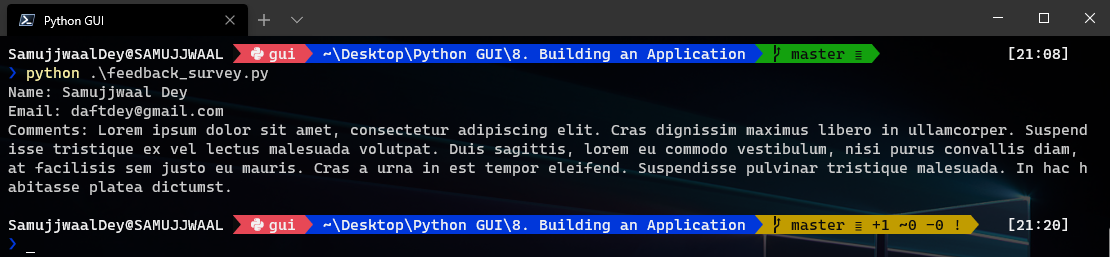 Python GUI
SamujjwaalDey@SAMUJJWAAL gui ~\Desktop\Python GUI\8. Building an Application master ≡ [21:08]
❯ python .\feedback_survey.py
Name: Samujjwaal Dey
Email: daftdey@gmail.com
Comments: Lorem ipsum dolor sit amet, consectetur adipiscing elit. Cras dignissim maximus libero in ullamcorper. Suspend
isse tristique ex vel lectus malesuada volutpat. Duis sagittis, lorem eu commodo vestibulum, nisi purus convallis diam,
at facilisis sem justo eu mauris. Cras a urna in est tempor eleifend. Suspendisse pulvinar tristique malesuada. In hac h
abitasse platea dictumst.
SamujjwaalDey@SAMUJJWAAL gui ~\Desktop\Python GUI\8. Building an Application master ≡ +1 ~0 -0 ! [21:20]
❯ _